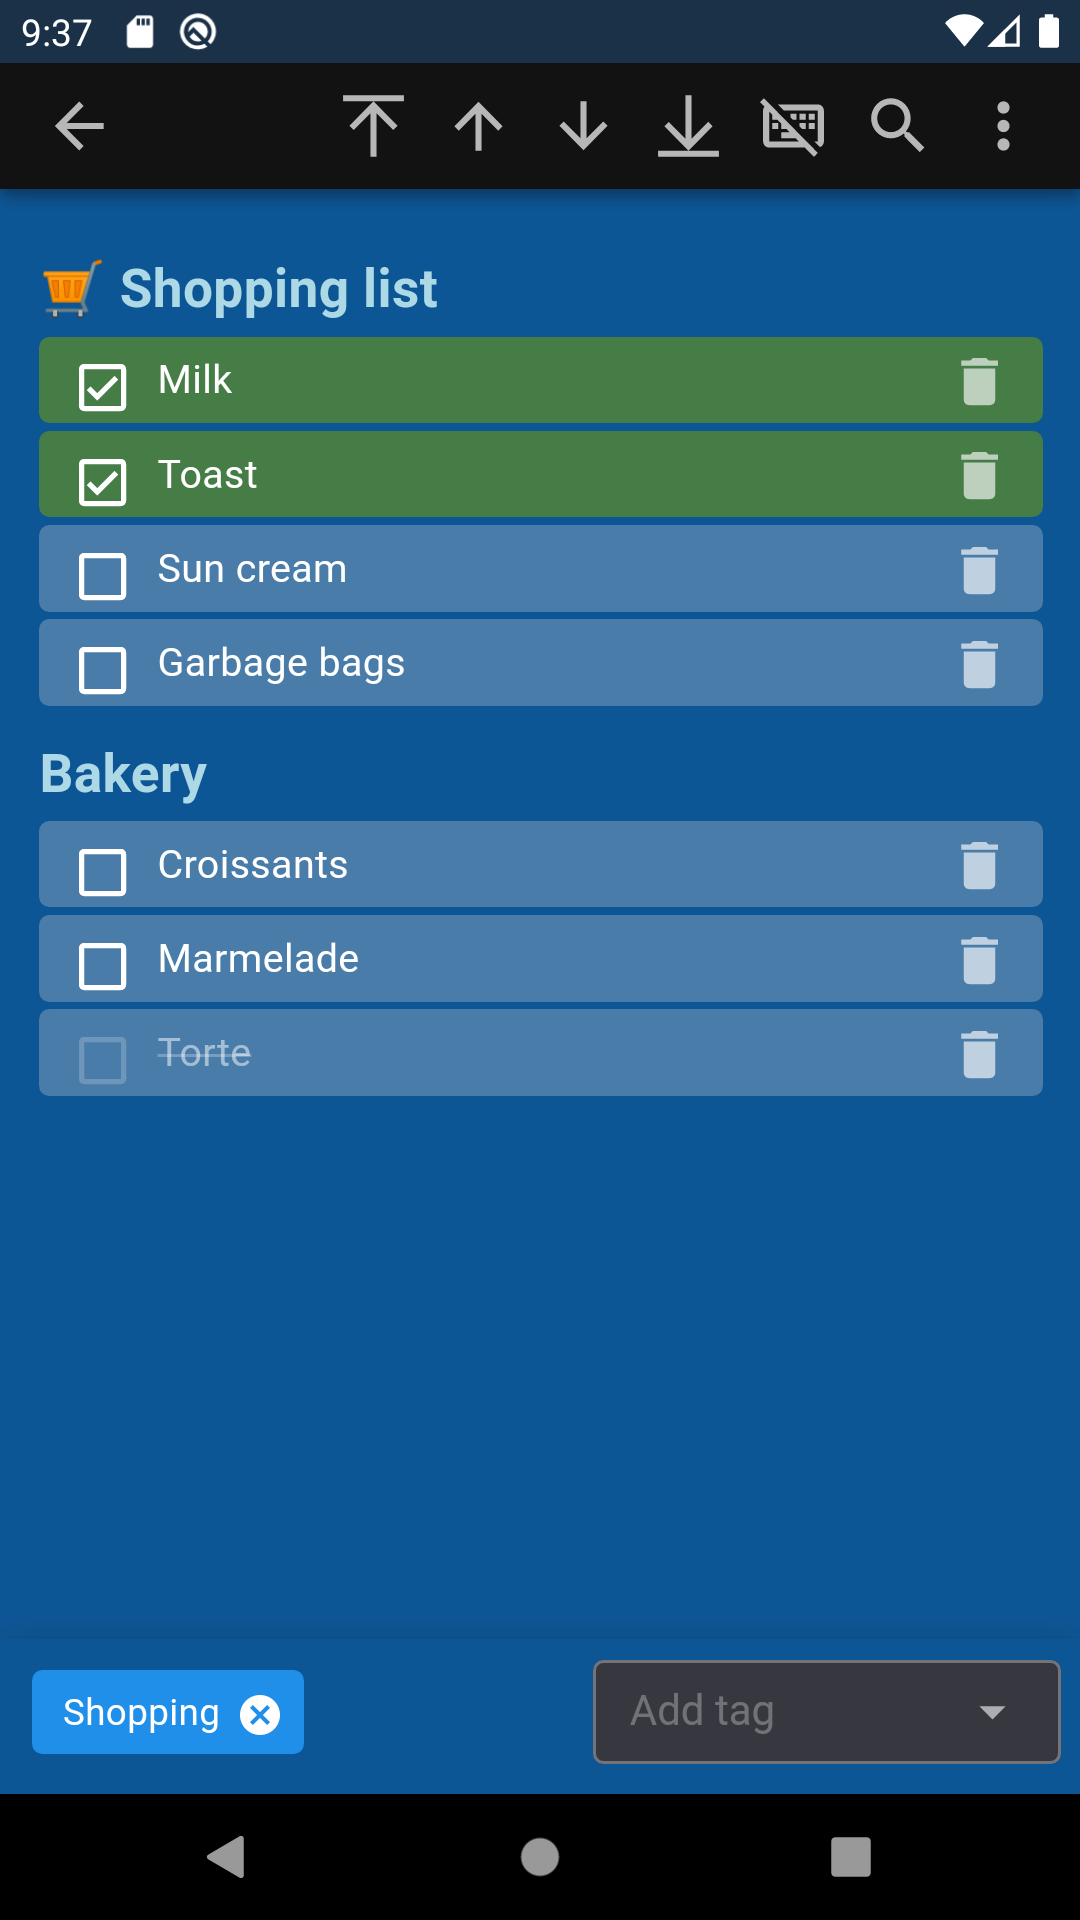 9:37
Shopping list
Milk
Toast
Sun cream
Garbage bags
Bakery
Croissants
Marmelade
Torte
Shopping
Add tag